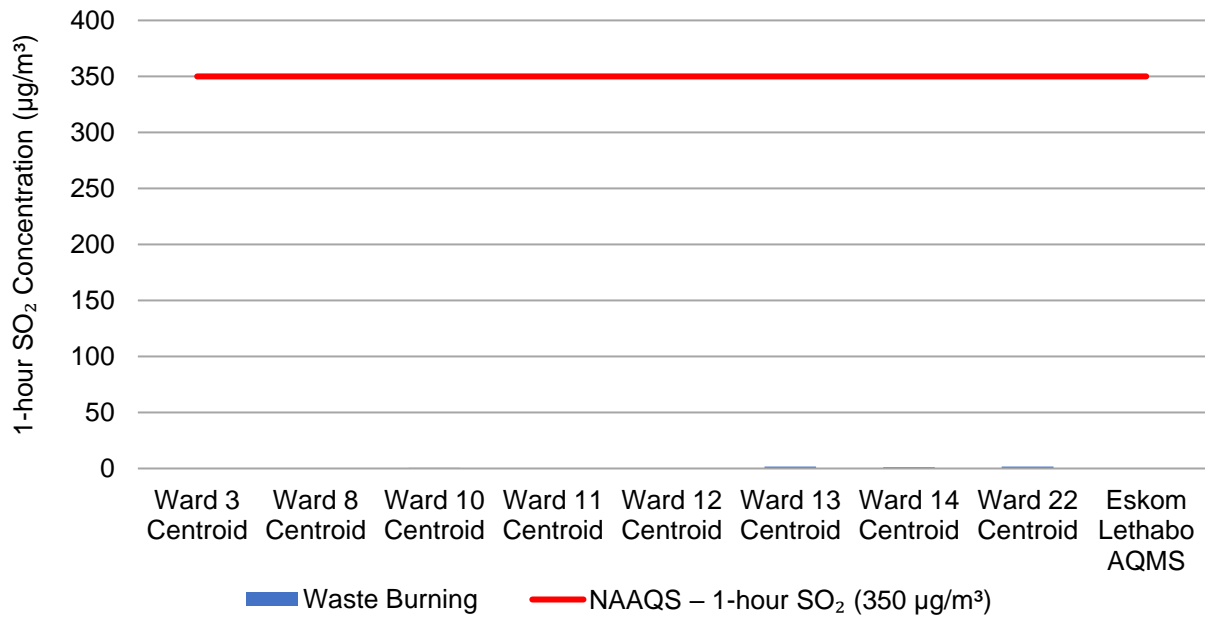 1-hour SO₂ Concentration (µg/m³)
400
350
300
250
200
150
100
50
0
Ward 3
Centroid
Ward 8
Centroid
Ward 10
Centroid
Ward 11
Centroid
Ward 12
Centroid
Ward 13
Centroid
Ward 14
Centroid
Ward 22
Centroid
Eskom
Lethabo
AQMS
Waste Burning
NAAQS – 1-hour SO₂ (350 µg/m³)